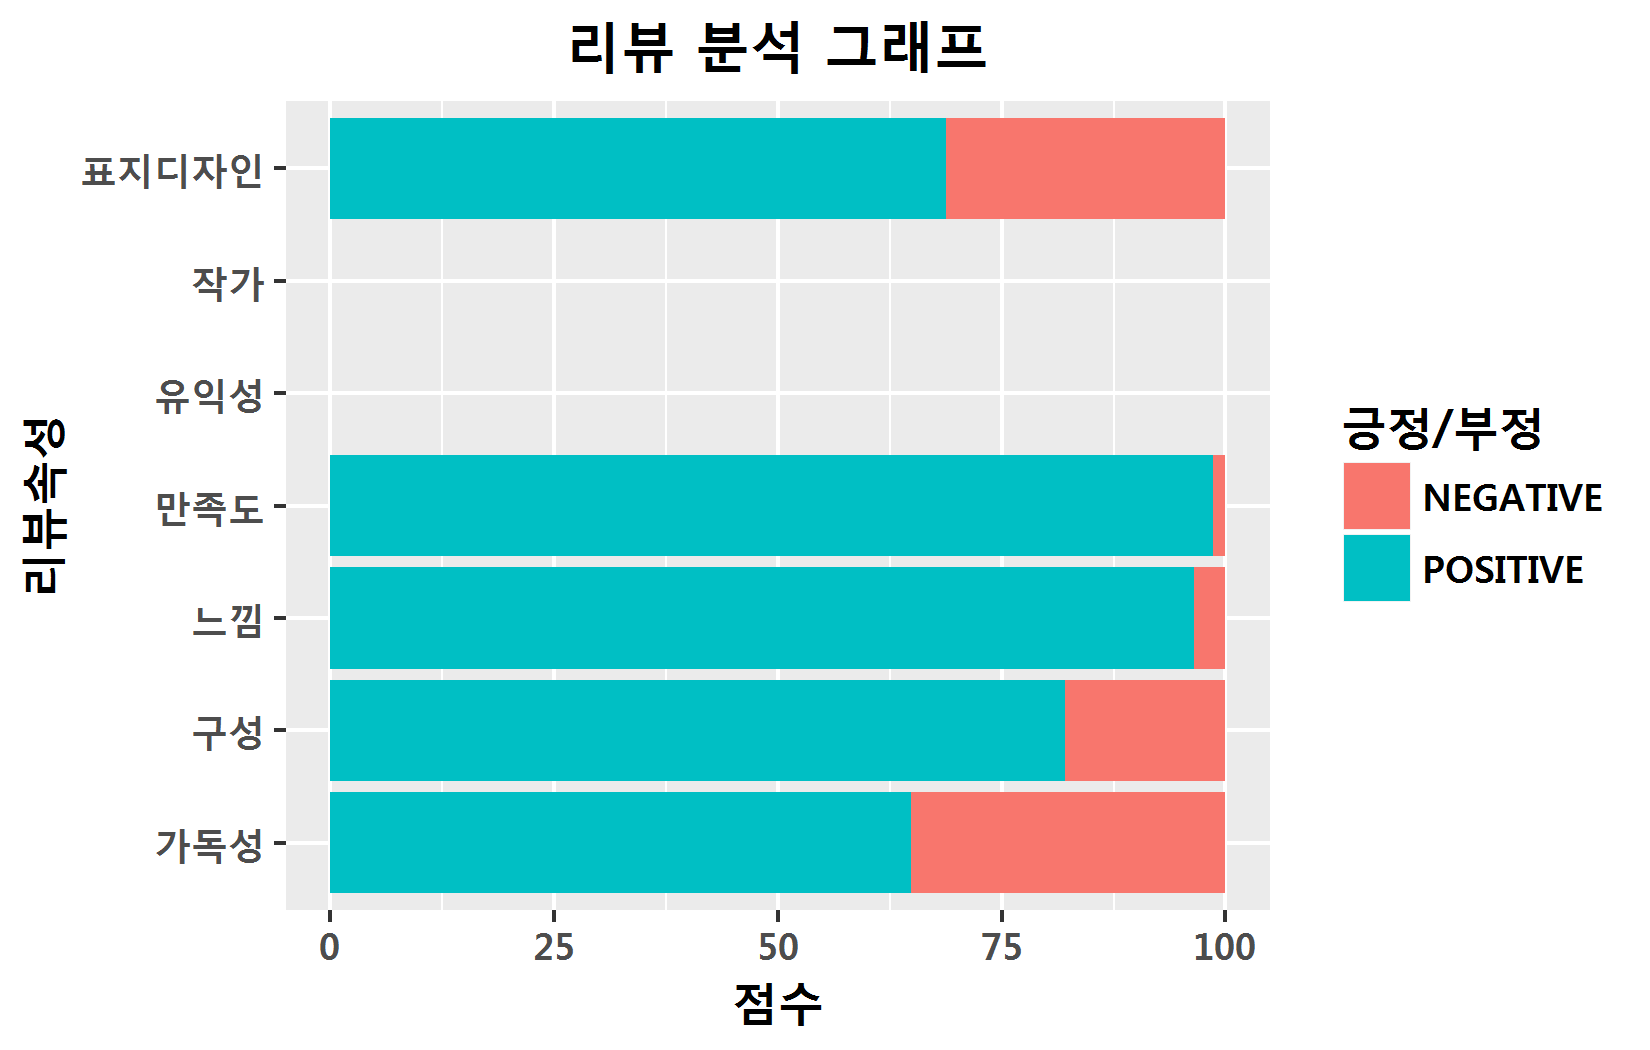 리뷰 분석 그래프
리뷰속성
표지디자인
작가
유익성
만족도
느낌
구성
가독성
0 25 50 75 100
점수
긍정/부정
NEGATIVE
POSITIVE